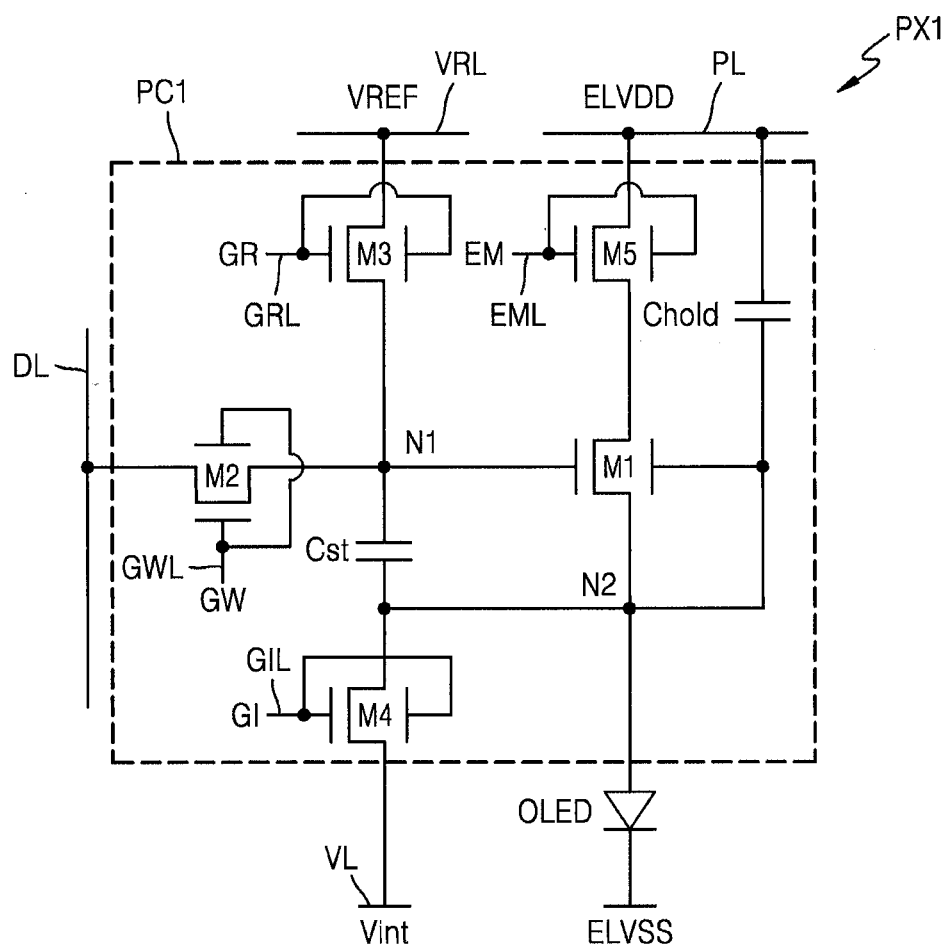 PX1
PC1
VREF
VRL
ELVDD
PL
GR
GRL
M3
EM
EML
M5
Chold
DL
M2
N1
M1
GWL
GW
Cst
N2
GIL
GI
M4
OLED
VL
Vint
ELVSS